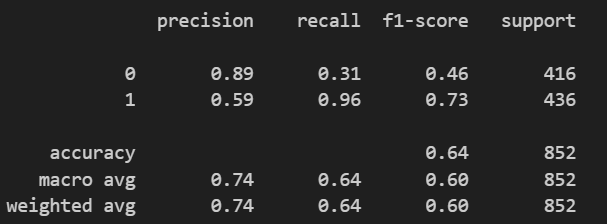 precision recall f1-score support
0 0.89 0.31 0.46 416
1 0.59 0.96 0.73 436
accuracy 0.64 852
macro avg 0.74 0.64 0.60 852
weighted avg 0.74 0.64 0.60 852